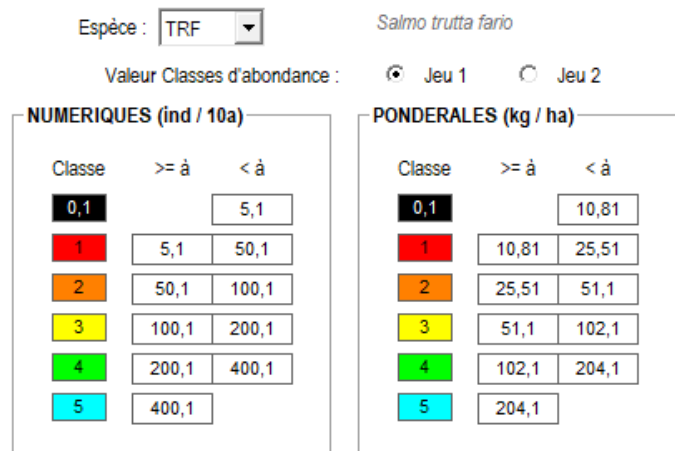 Espèce : TRF Salmo trutta fario
Valeur Classes d'abondance : Jeu 1 Jeu 2
NUMERIQUES (ind / 10a) PONDERALES (kg / ha)
Classe >= à < à Classe >= à < à
0,1 5,1 0,1 10,81
1 5,1 50,1 1 10,81 25,51
2 50,1 100,1 2 25,51 51,1
3 100,1 200,1 3 51,1 102,1
4 200,1 400,1 4 102,1 204,1
5 400,1 5 204,1